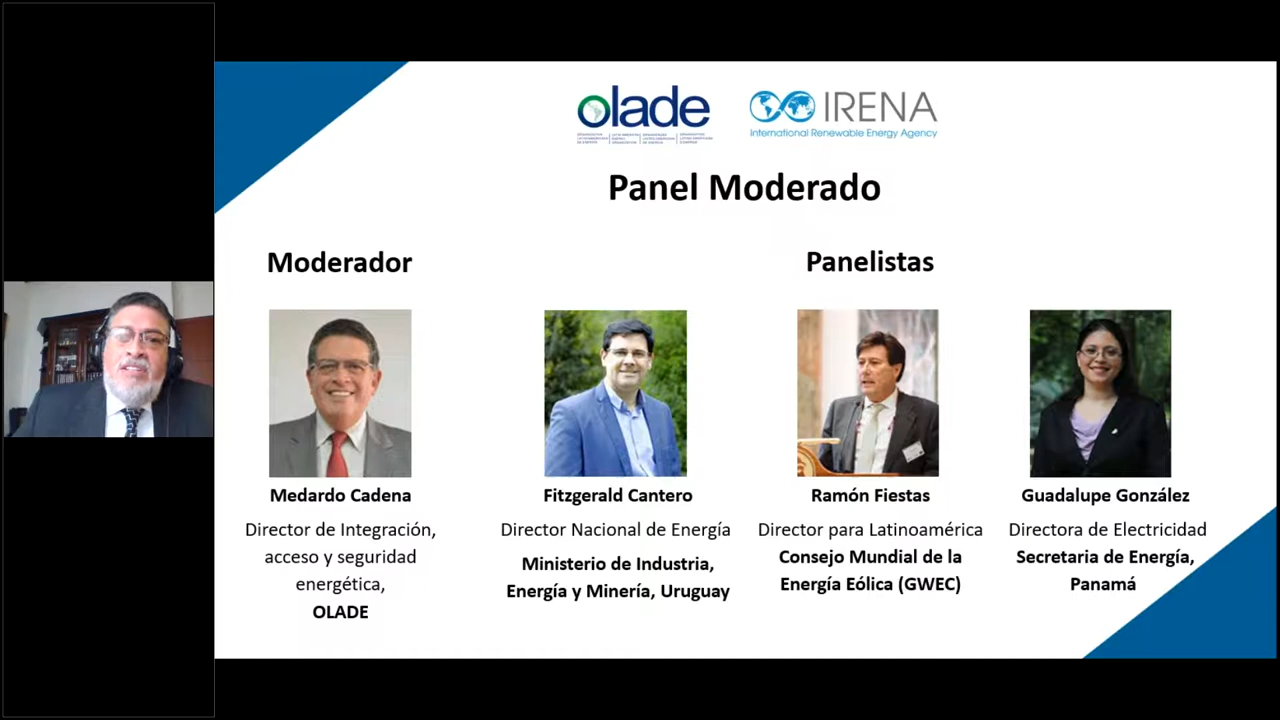 olade
IRENA
International Renewable Energy Agency
Panel Moderado
Moderador
Panelistas
Medardo Cadena
Director de Integración,
acceso y seguridad
energética,
OLADE
Fitzgerald Cantero
Director Nacional de Energía
Ministerio de Industria,
Energía y Minería, Uruguay
Ramón Fiestas
Director para Latinoamérica
Consejo Mundial de la
Energía Eólica (GWEC)
Guadalupe González
Directora de Electricidad
Secretaria de Energía,
Panamá